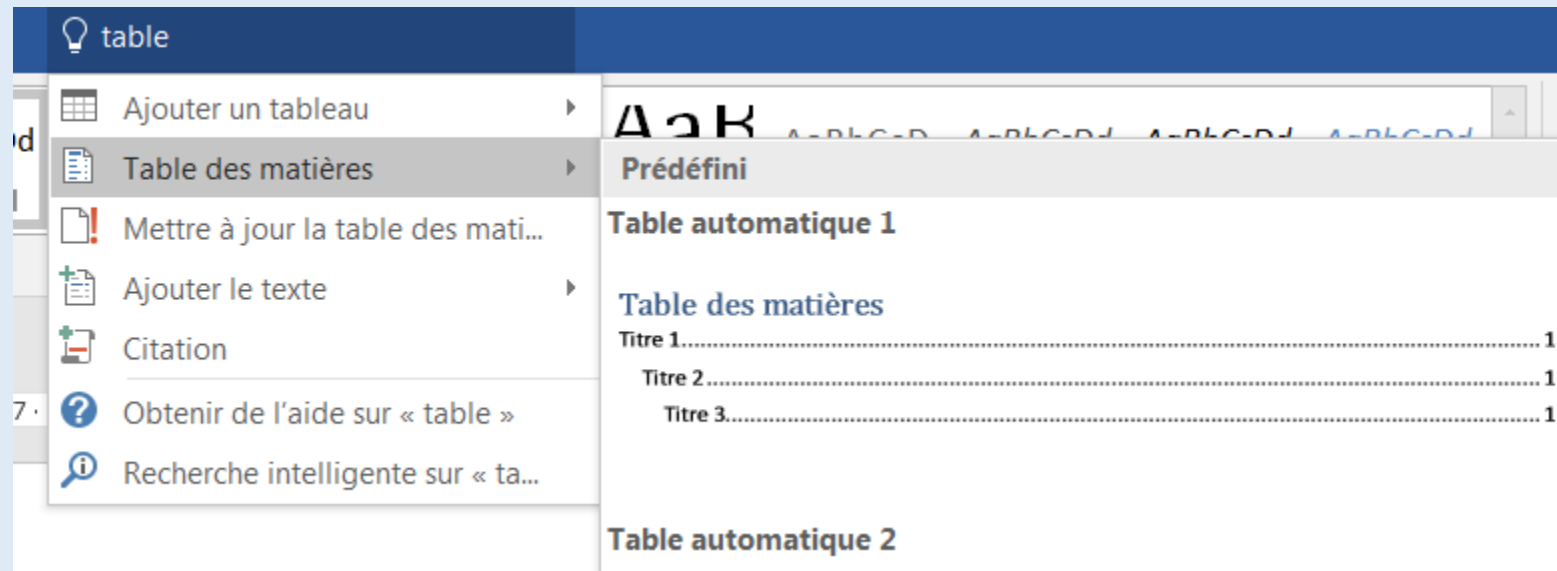 table
Ajouter un tableau
Table des matières
Mettre à jour la table des mati...
Ajouter le texte
Citation
Obtenir de l'aide sur « table »
Recherche intelligente sur « ta...
Prédéfini
Table automatique 1
Table des matières
Titre 1........................................................................................................ 1
Titre 2........................................................................................................ 1
Titre 3........................................................................................................ 1
Table automatique 2
7